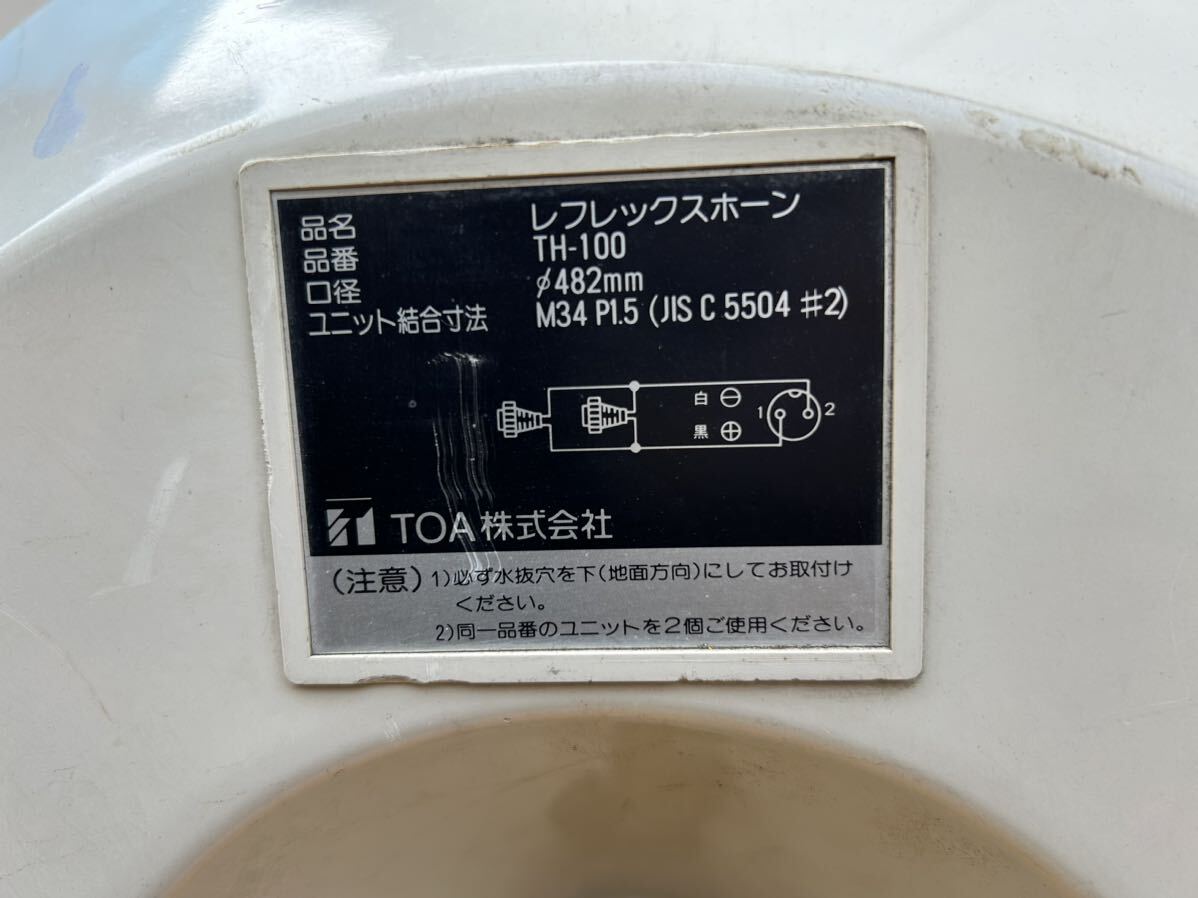 品名 レフレックスホーン
品番 TH-100
口径 φ482mm
ユニット結合寸法 M34 P1.5 (JIS C 5504 #2)
白 ⊖
1 2
黒 ⊕
TOA 株式会社
(注意) 1)必ず水抜穴を下(地面方向)にしてお取付け
ください。
2)同一品番のユニットを2個ご使用ください。